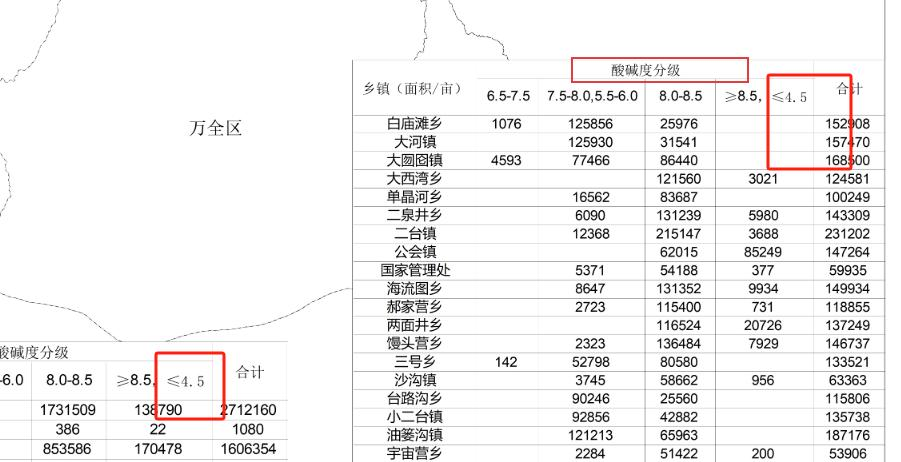 万全区
酸碱度分级
乡镇（面积/亩） 6.5-7.5 7.5-8.0,5.5-6.0 8.0-8.5 ≥8.5, ≤4.5 合计
白庙滩乡 1076 125856 25976 152908
大河镇 125930 31541 157470
大囫囵镇 4593 77466 86440 168500
大西湾乡 121560 3021 124581
单晶河乡 16562 83687 100249
二泉井乡 6090 131239 5980 143309
二台镇 12368 215147 3688 231202
公会镇 62015 85249 147264
国家管理处 5371 54188 377 59935
海流图乡 8647 131352 9934 149934
郝家营乡 2723 115400 731 118855
两面井乡 116524 20726 137249
馒头营乡 2323 136484 7929 146737
三号乡 142 52798 80580 133521
沙沟镇 3745 58662 956 63363
台路沟乡 90246 25560 115806
小二台镇 92856 42882 135738
油篓沟镇 121213 65963 187176
宇宙营乡 2284 51422 200 53906
酸碱度分级
-6.0 8.0-8.5 ≥8.5, ≤4.5 合计
1731509 138790 2712160
386 22 1080
853586 170478 1606354